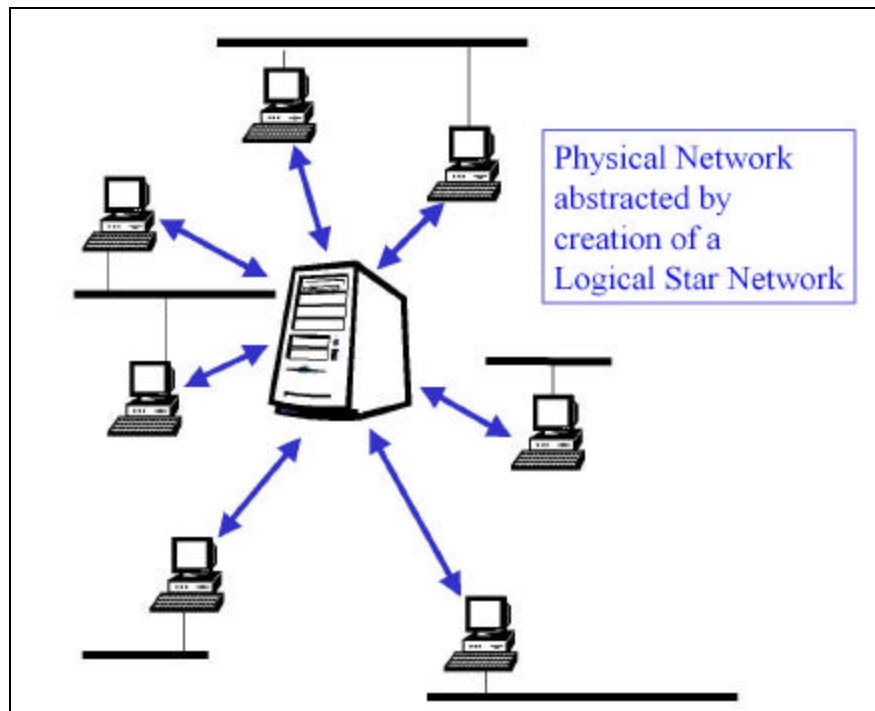 Physical Network
abstracted by
creation of a
Logical Star Network